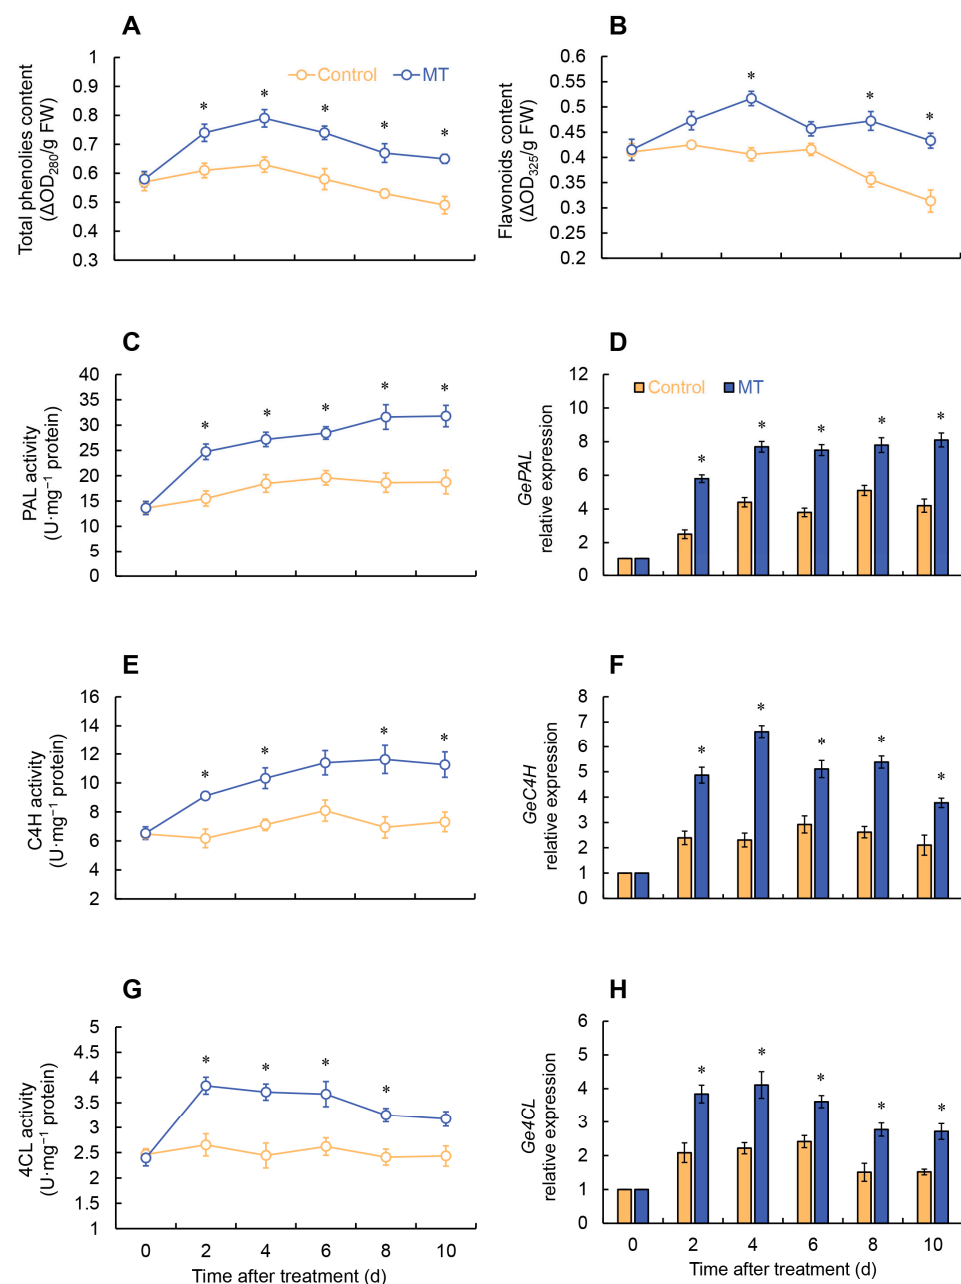 A
Total phenolies content
(ΔOD280/g FW)
1
0.9
0.8
0.7
0.6
0.5
0.4
0.3
Control
MT
* * * * *
B
Flavonoids content
(ΔOD325/g FW)
0.6
0.55
0.5
0.45
0.4
0.35
0.3
0.25
0.2
* * *
C
PAL activity
(U·mg−1 protein)
40
35
30
25
20
15
10
5
0
* * * * *
D
GePAL
relative expression
12
10
8
6
4
2
0
Control
MT
* * * * *
E
C4H activity
(U·mg−1 protein)
16
14
12
10
8
6
4
2
* * * *
F
GeC4H
relative expression
8
7
6
5
4
3
2
1
0
* * * * *
G
4CL activity
(U·mg−1 protein)
5
4.5
4
3.5
3
2.5
2
1.5
1
* * * *
0 2 4 6 8 10
Time after treatment (d)
H
Ge4CL
relative expression
6
5
4
3
2
1
0
* * * * *
0 2 4 6 8 10
Time after treatment (d)